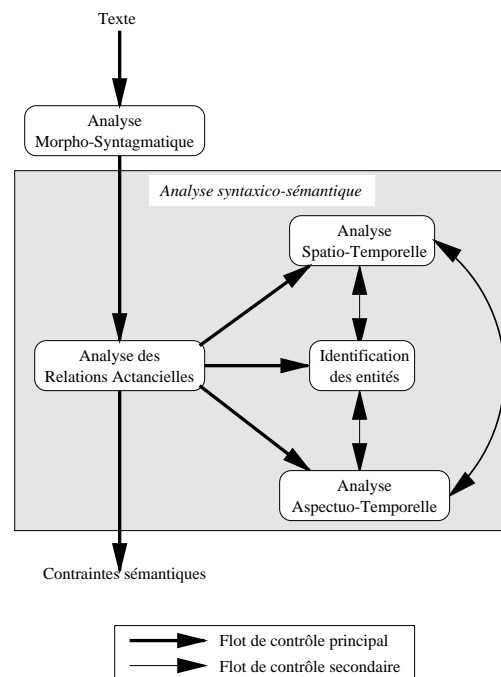 Texte
Analyse
Morpho-Syntagmatique
Analyse syntaxico-sémantique
Analyse
Spatio-Temporelle
Analyse des
Relations Actancielles
Identification
des entités
Analyse
Aspectuo-Temporelle
Contraintes sémantiques
Flot de contrôle principal
Flot de contrôle secondaire